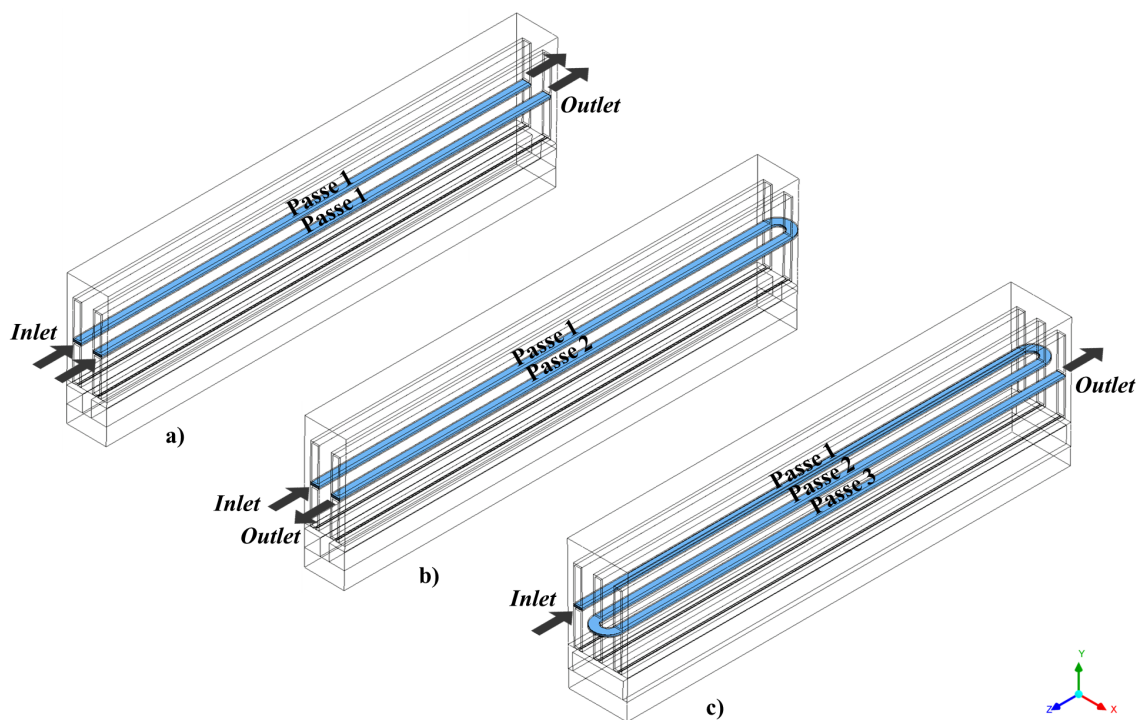 Outlet
Passe 1
Passe 1
Inlet
a)
Passe 1
Passe 2
Inlet
Outlet
b)
Outlet
Passe 1
Passe 2
Passe 3
Inlet
c)
Y
Z
X